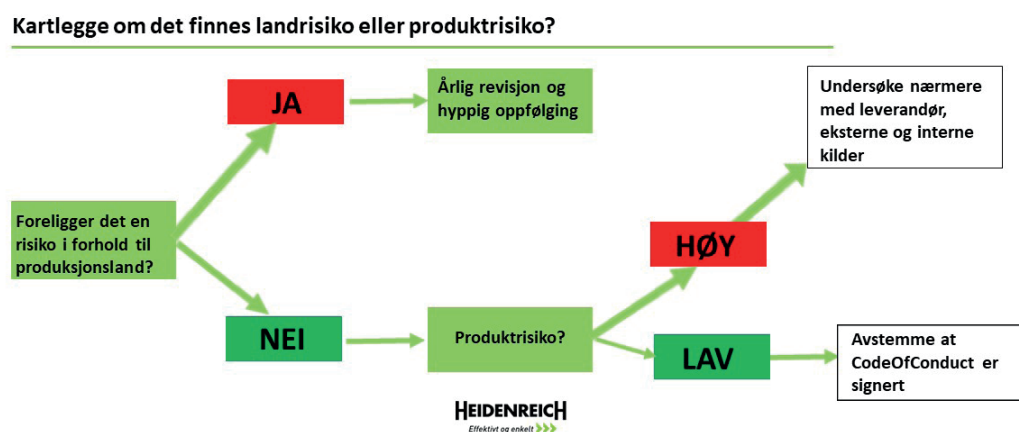 Kartlegge om det finnes landrisiko eller produktrisiko?
JA
Årlig revisjon og
hyppig oppfølging
Undersøke nærmere
med leverandør,
eksterne og interne
kilder
Foreligger det en
risiko i forhold til
produksjonsland?
HØY
NEI
Produktrisiko?
LAV
Avstemme at
CodeOfConduct er
signert
HEIDENREICH
Effektivt og enkelt